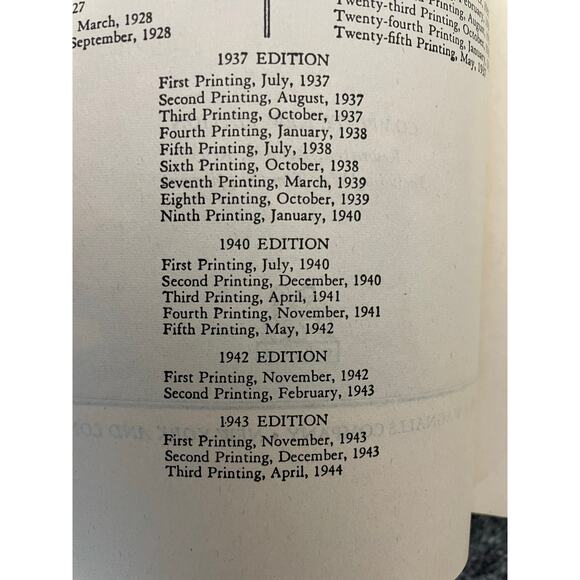 27
March, 1928
September, 1928
Twenty-third Printing, October,
Twenty-fourth Printing, January,
Twenty-fifth Printing, May,
1937 EDITION
First Printing, July, 1937
Second Printing, August, 1937
Third Printing, October, 1937
Fourth Printing, January, 1938
Fifth Printing, July, 1938
Sixth Printing, October, 1938
Seventh Printing, March, 1939
Eighth Printing, October, 1939
Ninth Printing, January, 1940
1940 EDITION
First Printing, July, 1940
Second Printing, December, 1940
Third Printing, April, 1941
Fourth Printing, November, 1941
Fifth Printing, May, 1942
1942 EDITION
First Printing, November, 1942
Second Printing, February, 1943
1943 EDITION
First Printing, November, 1943
Second Printing, December, 1943
Third Printing, April, 1944